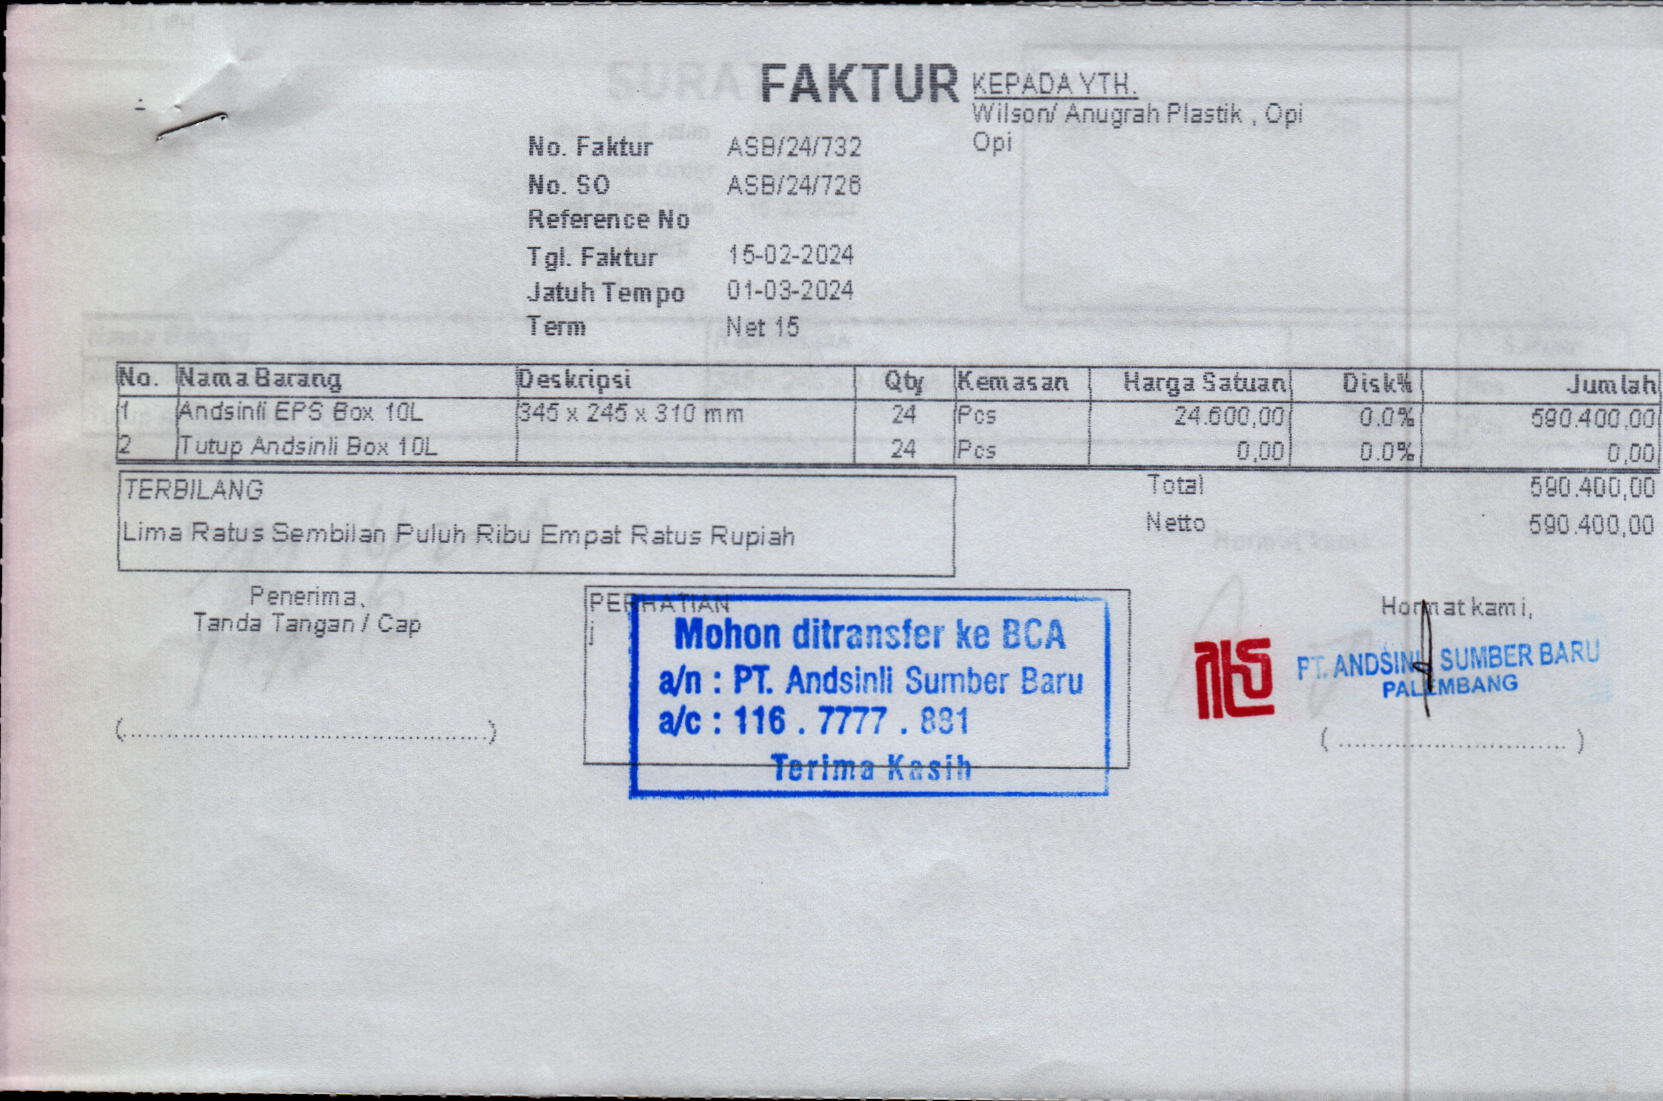 FAKTUR
KEPADA YTH.
Wilson/ Anugrah Plastik , Opi
Opi
No. Faktur ASB/24/732
No. SO ASB/24/726
Reference No
Tgl. Faktur 15-02-2024
Jatuh Tempo 01-03-2024
Term Net 15
No. Nama Barang Deskripsi Qty Kemasan Harga Satuan Disk% Jumlah
1 Andsinli EPS Box 10L 345 x 245 x 310 mm 24 Pcs 24.600,00 0.0% 590.400,00
2 Tutup Andsinli Box 10L 24 Pcs 0,00 0.0% 0,00
TERBILANG
Lima Ratus Sembilan Puluh Ribu Empat Ratus Rupiah
Total 590.400,00
Netto 590.400,00
Penerima,
Tanda Tangan / Cap
(..................................................)
PERHATIAN
j
Mohon ditransfer ke BCA
a/n : PT. Andsinli Sumber Baru
a/c : 116 . 7777 . 881
Terima Kasih
Hormat kami,
PT. ANDSINLI SUMBER BARU
PALEMBANG
( ................................ )